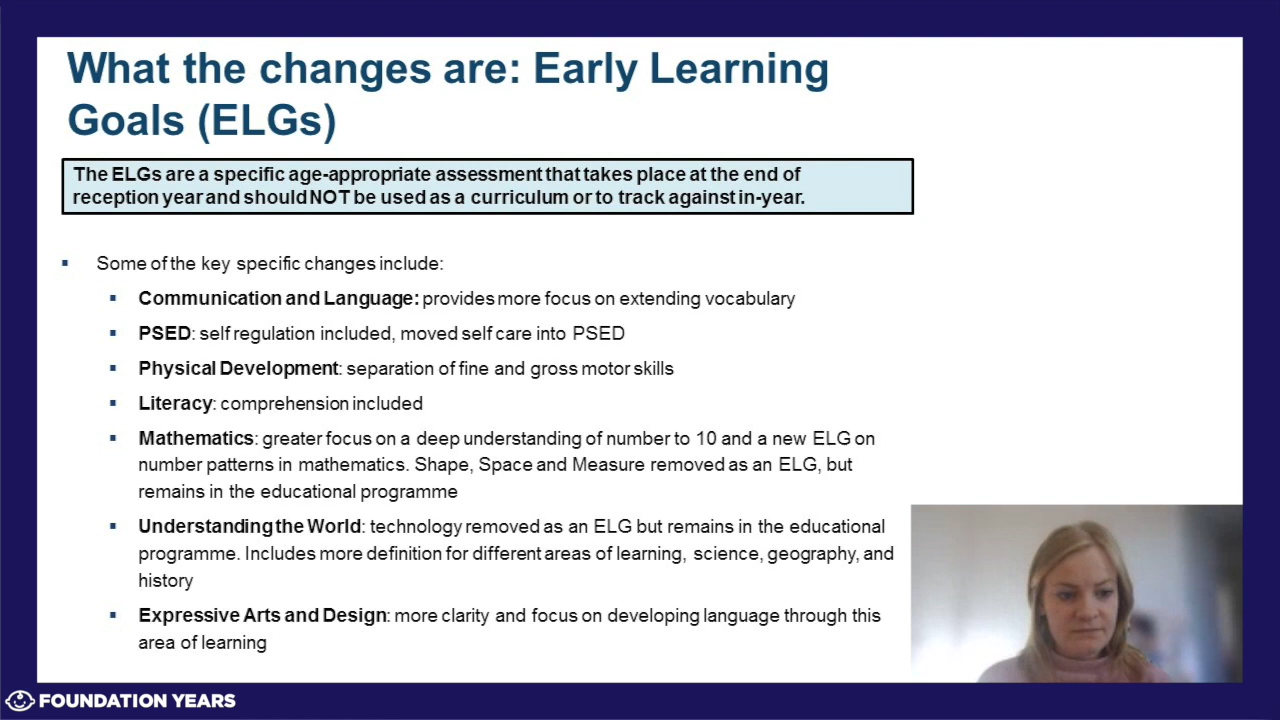 What the changes are: Early Learning
Goals (ELGs)
The ELGs are a specific age-appropriate assessment that takes place at the end of
reception year and should NOT be used as a curriculum or to track against in-year.
Some of the key specific changes include:
Communication and Language: provides more focus on extending vocabulary
PSED: self regulation included, moved self care into PSED
Physical Development: separation of fine and gross motor skills
Literacy: comprehension included
Mathematics: greater focus on a deep understanding of number to 10 and a new ELG on
number patterns in mathematics. Shape, Space and Measure removed as an ELG, but
remains in the educational programme
Understanding the World: technology removed as an ELG but remains in the educational
programme. Includes more definition for different areas of learning, science, geography, and
history
Expressive Arts and Design: more clarity and focus on developing language through this
area of learning
FOUNDATION YEARS